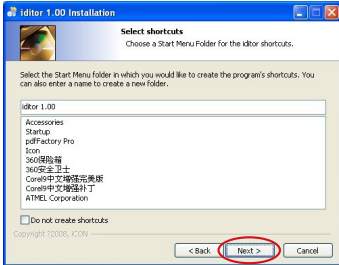 iditor 1.00 Installation
Select shortcuts
Choose a Start Menu Folder for the iditor shortcuts.
Select the Start Menu folder in which you would like to create the program's shortcuts. You
can also enter a name to create a new folder.
iditor 1.00
Accessories
Startup
pdfFactory Pro
Icon
360保险箱
360安全卫士
Corel9中文增强完美版
Corel9中文增强补丁
ATMEL Corporation
Do not create shortcuts
Copyright ?2008, iCON
< Back
Next >
Cancel